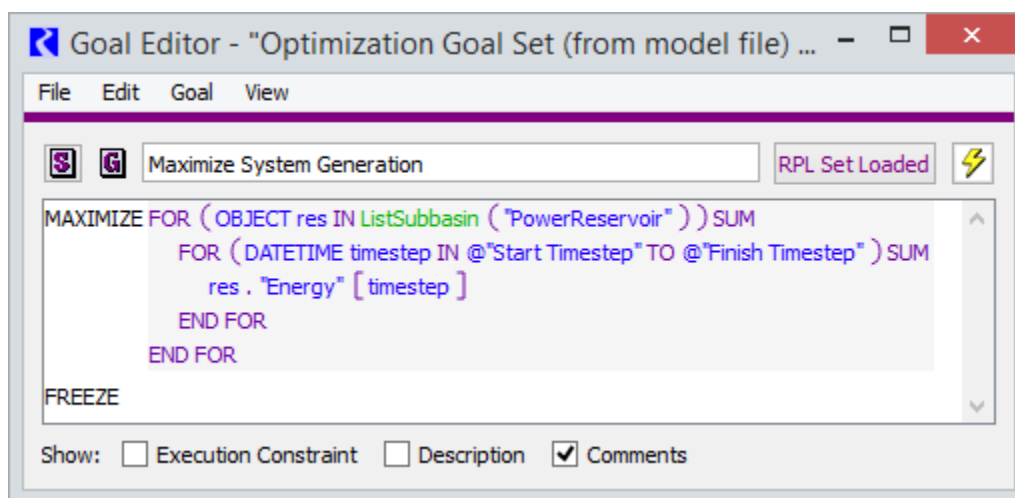 Goal Editor - "Optimization Goal Set (from model file) ...
File Edit Goal View
S G Maximize System Generation RPL Set Loaded
MAXIMIZE FOR ( OBJECT res IN ListSubbasin ( "PowerReservoir" ) ) SUM
FOR ( DATETIME timestep IN @"Start Timestep" TO @"Finish Timestep" ) SUM
res . "Energy" [ timestep ]
END FOR
END FOR
FREEZE
Show: Execution Constraint Description Comments